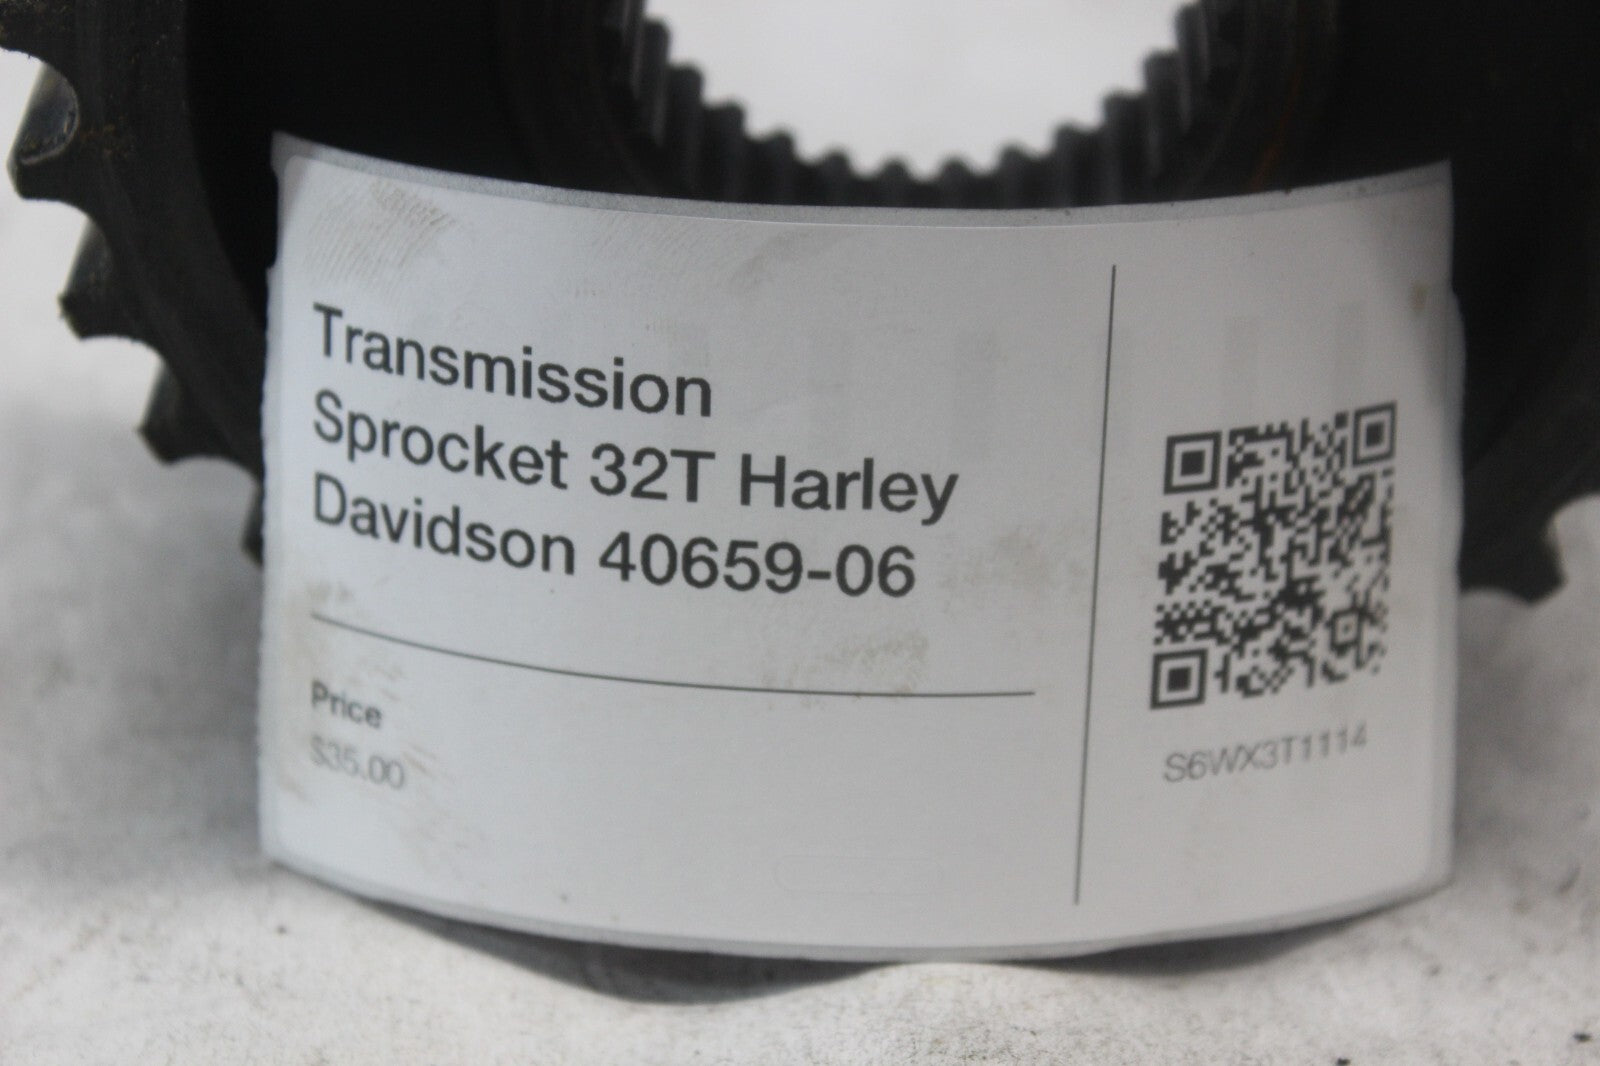 Transmission
Sprocket 32T Harley
Davidson 40659-06
Price
$35.00
S6WX3T1114